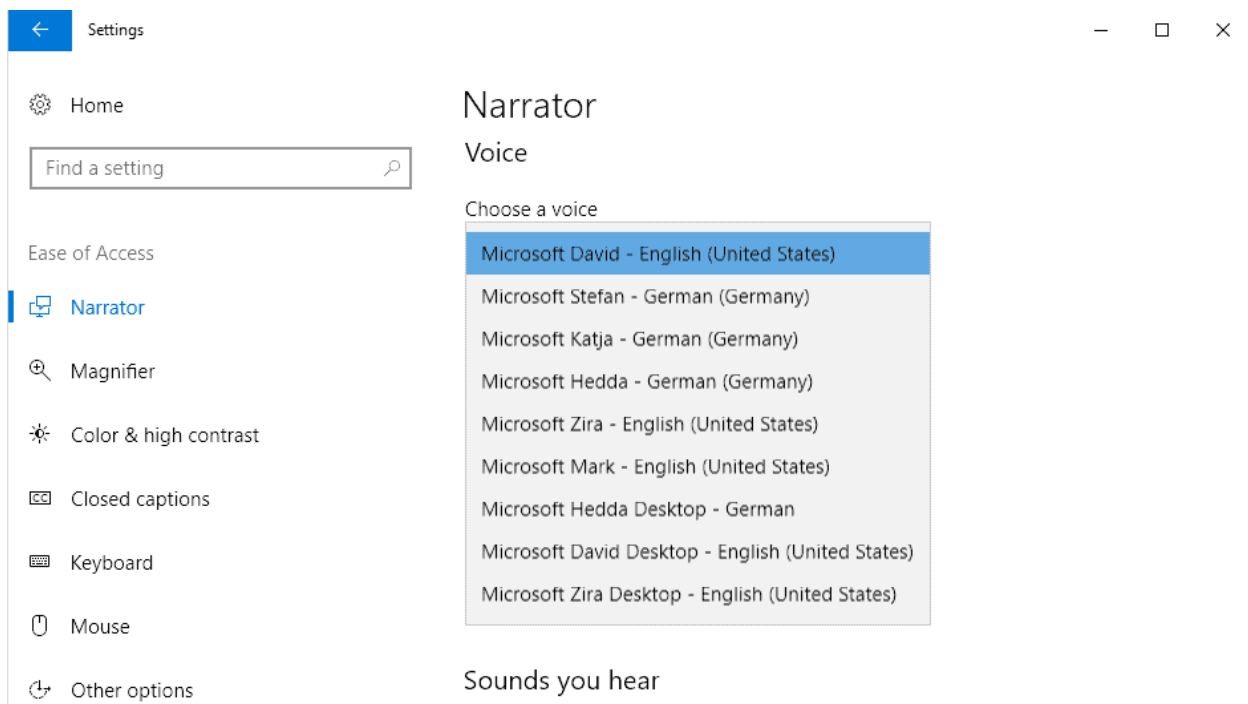 Settings
Home
Find a setting
Ease of Access
Narrator
Magnifier
Color & high contrast
Closed captions
Keyboard
Mouse
Other options
Narrator
Voice
Choose a voice
Microsoft David - English (United States)
Microsoft Stefan - German (Germany)
Microsoft Katja - German (Germany)
Microsoft Hedda - German (Germany)
Microsoft Zira - English (United States)
Microsoft Mark - English (United States)
Microsoft Hedda Desktop - German
Microsoft David Desktop - English (United States)
Microsoft Zira Desktop - English (United States)
Sounds you hear